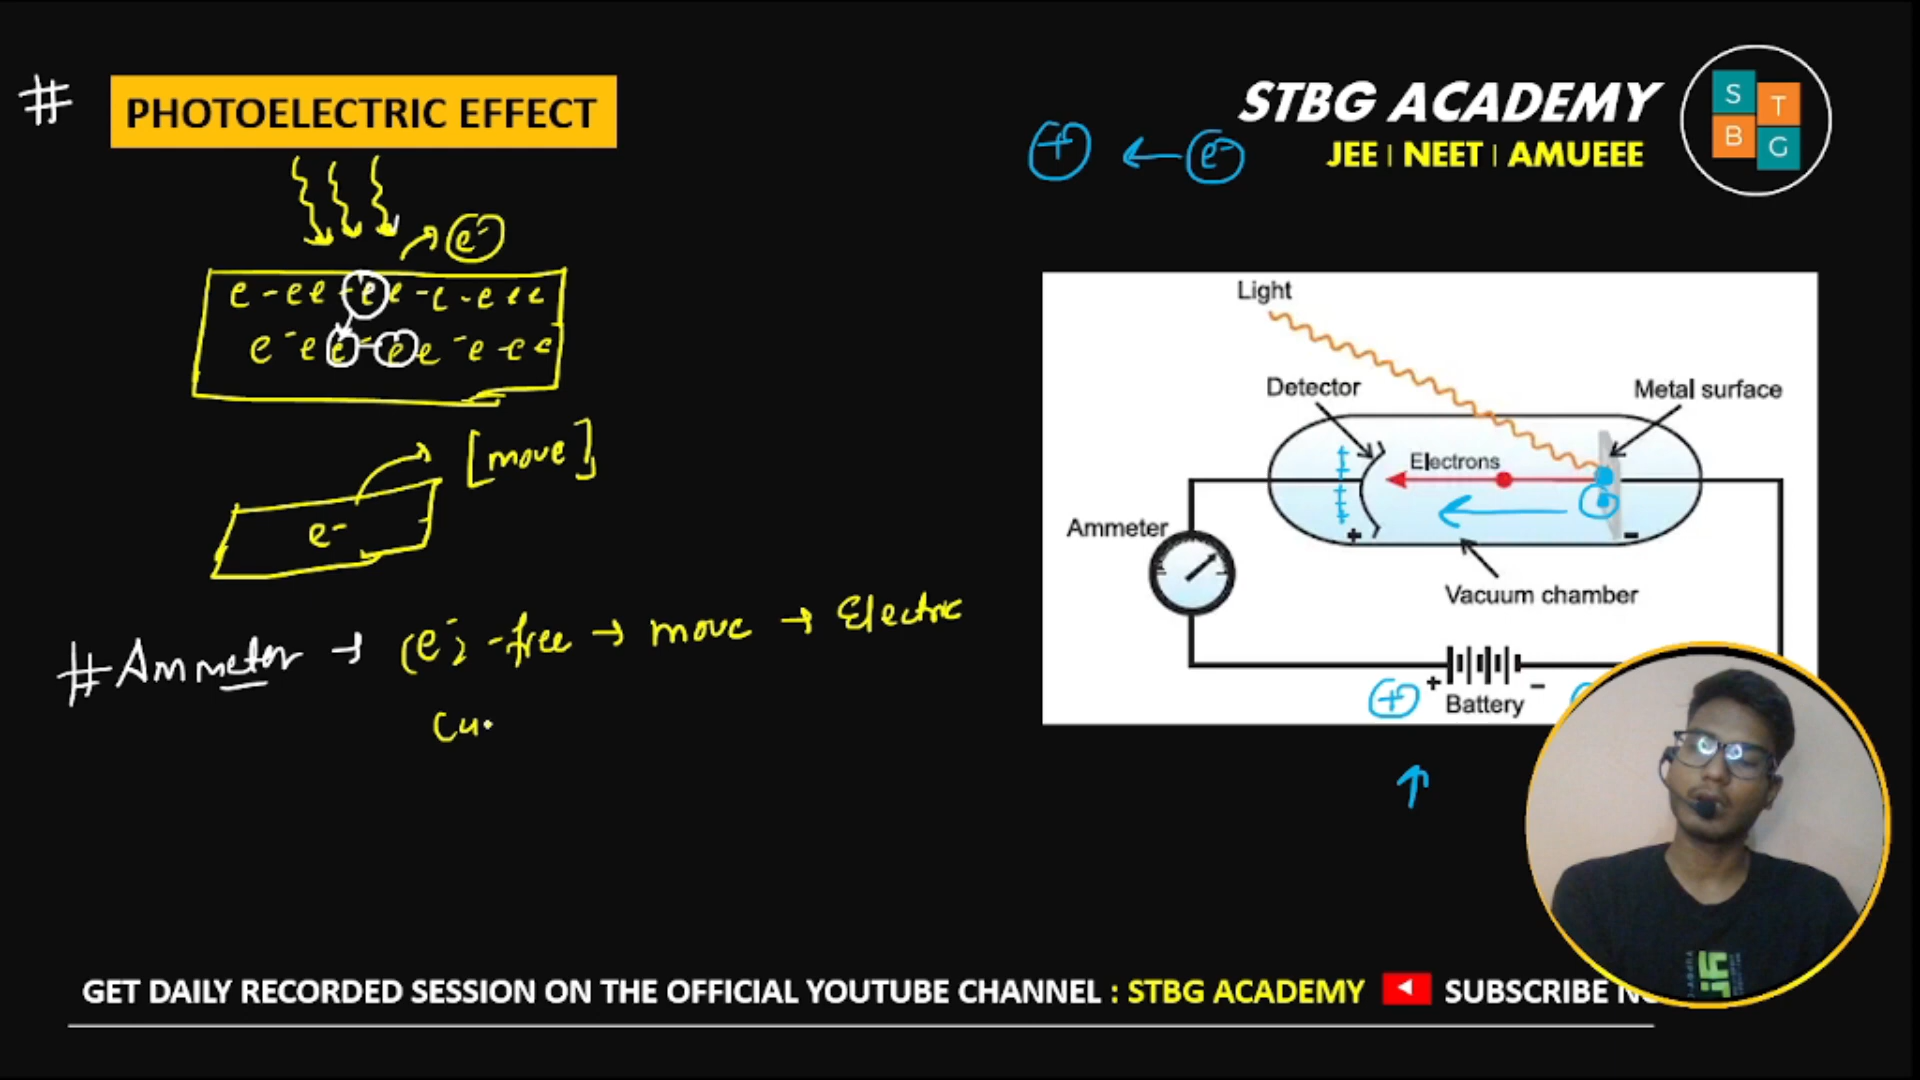 # PHOTOELECTRIC EFFECT
STBG ACADEMY
JEE | NEET | AMUEEE
S T
B G
+ ← e-
e-
e - e e - e e - e - e e e
e - e e - e e - e - e e
[move]
e-
# Ammeter → (e-) - free → move → Electric
Cu
Light
Detector
Metal surface
Electrons
Ammeter
+ -
Vacuum chamber
+ + -
Battery
GET DAILY RECORDED SESSION ON THE OFFICIAL YOUTUBE CHANNEL : STBG ACADEMY SUBSCRIBE